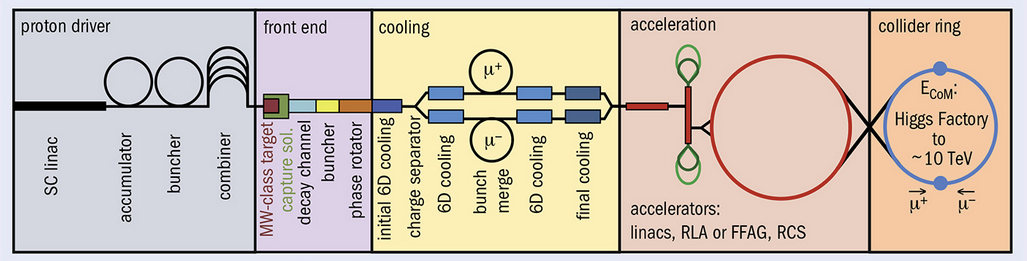 proton driver
SC linac
accumulator
buncher
combiner
front end
MW-class target
capture sol.
decay channel
buncher
phase rotator
cooling
initial 6D cooling
charge separator
6D cooling
μ+
μ−
bunch
merge
6D cooling
final cooling
acceleration
accelerators:
linacs, RLA or FFAG, RCS
collider ring
ECoM:
Higgs Factory
to
~10 TeV
μ+ μ−